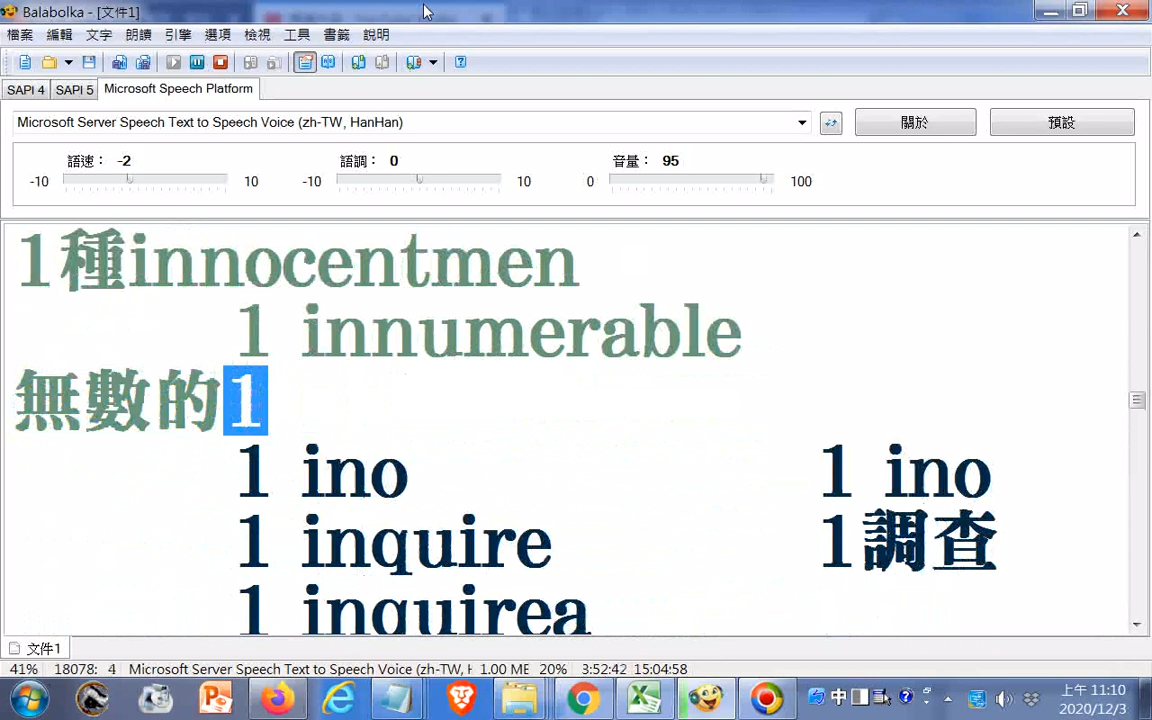 Balabolka - [文件1]
檔案 編輯 文字 朗讀 引擎 選項 檢視 工具 書籤 說明
SAPI 4 SAPI 5 Microsoft Speech Platform
Microsoft Server Speech Text to Speech Voice (zh-TW, HanHan) 關於 預設
語速： -2 語調： 0 音量： 95
-10 10 -10 10 0 100
1種innocentmen
1 innumerable
無數的1
1 ino 1 ino
1 inquire 1調查
1 inquirea
文件1
41% 18078: 4 Microsoft Server Speech Text to Speech Voice (zh-TW, H 1.00 ME 20% 3:52:42 15:04:58
中 上午 11:10
2020/12/3